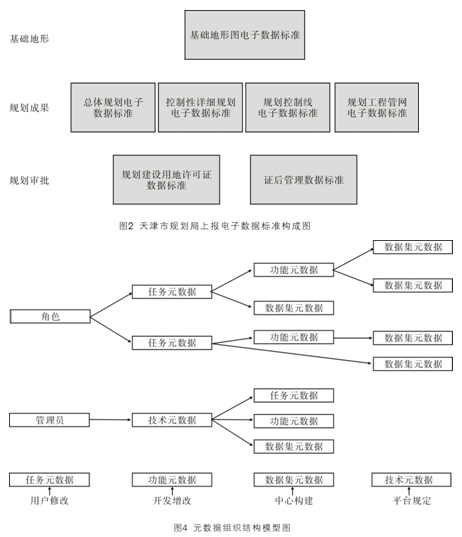 基础地形
基础地形图电子数据标准
规划成果
总体规划电子
数据标准
控制性详细规划
电子数据标准
规划控制线
电子数据标准
规划工程管网
电子数据标准
规划审批
规划建设用地许可证
数据标准
证后管理数据标准
图2 天津市规划局上报电子数据标准构成图
角色
任务元数据
功能元数据
数据集元数据
数据集元数据
数据集元数据
任务元数据
功能元数据
数据集元数据
数据集元数据
管理员
技术元数据
任务元数据
功能元数据
数据集元数据
任务元数据
功能元数据
数据集元数据
技术元数据
用户修改
开发增改
中心构建
平台规定
图4 元数据组织结构模型图